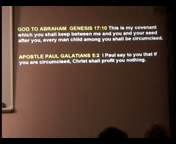 GOD TO ABRAHAM GENESIS 17:10 This is my covenant
which you shall keep between me and you and your seed
after you, every man child among you shall be circumcised.
APOSTLE PAUL GALATIANS 5:2 I Paul say to you that if
you are circumcised, Christ shall profit you nothing.